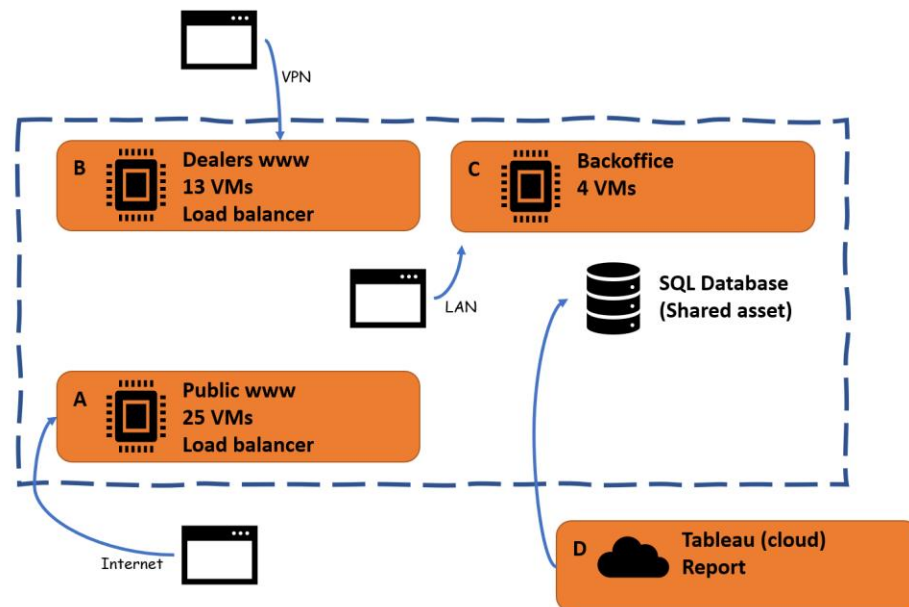 VPN
B
Dealers www
13 VMs
Load balancer
C
Backoffice
4 VMs
LAN
SQL Database
(Shared asset)
A
Public www
25 VMs
Load balancer
Internet
D
Tableau (cloud)
Report